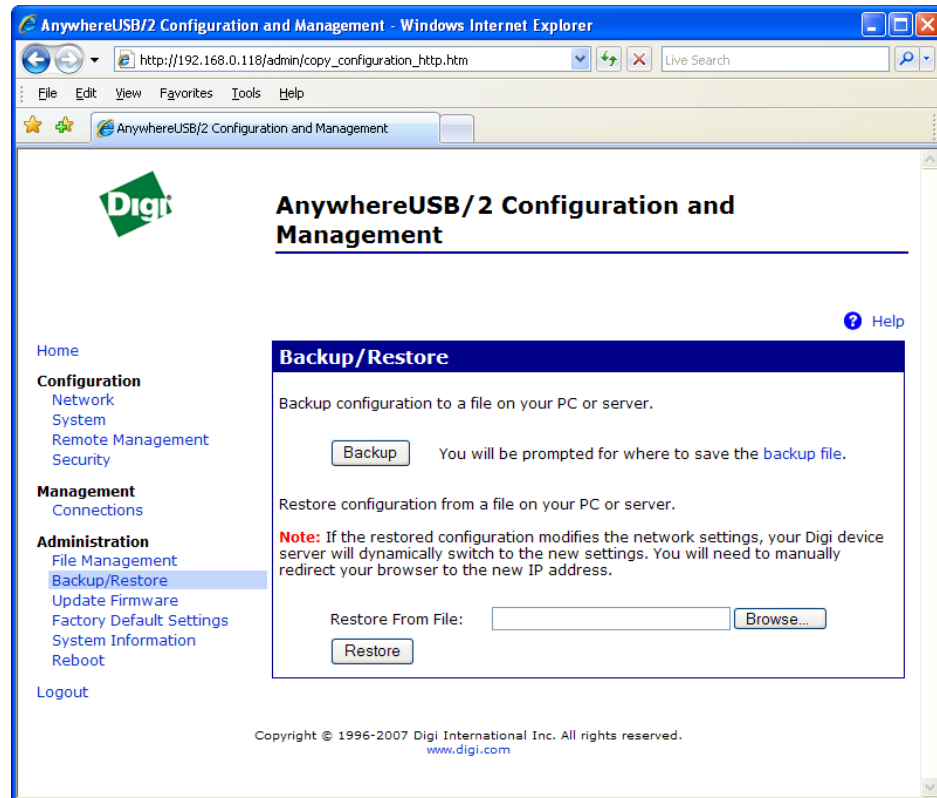 AnywhereUSB/2 Configuration and Management - Windows Internet Explorer
http://192.168.0.118/admin/copy_configuration_http.htm
Live Search
File Edit View Favorites Tools Help
AnywhereUSB/2 Configuration and Management
Digi
AnywhereUSB/2 Configuration and
Management
? Help
Home
Configuration
Network
System
Remote Management
Security
Management
Connections
Administration
File Management
Backup/Restore
Update Firmware
Factory Default Settings
System Information
Reboot
Logout
Backup/Restore
Backup configuration to a file on your PC or server.
Backup You will be prompted for where to save the backup file.
Restore configuration from a file on your PC or server.
Note: If the restored configuration modifies the network settings, your Digi device
server will dynamically switch to the new settings. You will need to manually
redirect your browser to the new IP address.
Restore From File: Browse...
Restore
Copyright © 1996-2007 Digi International Inc. All rights reserved.
www.digi.com